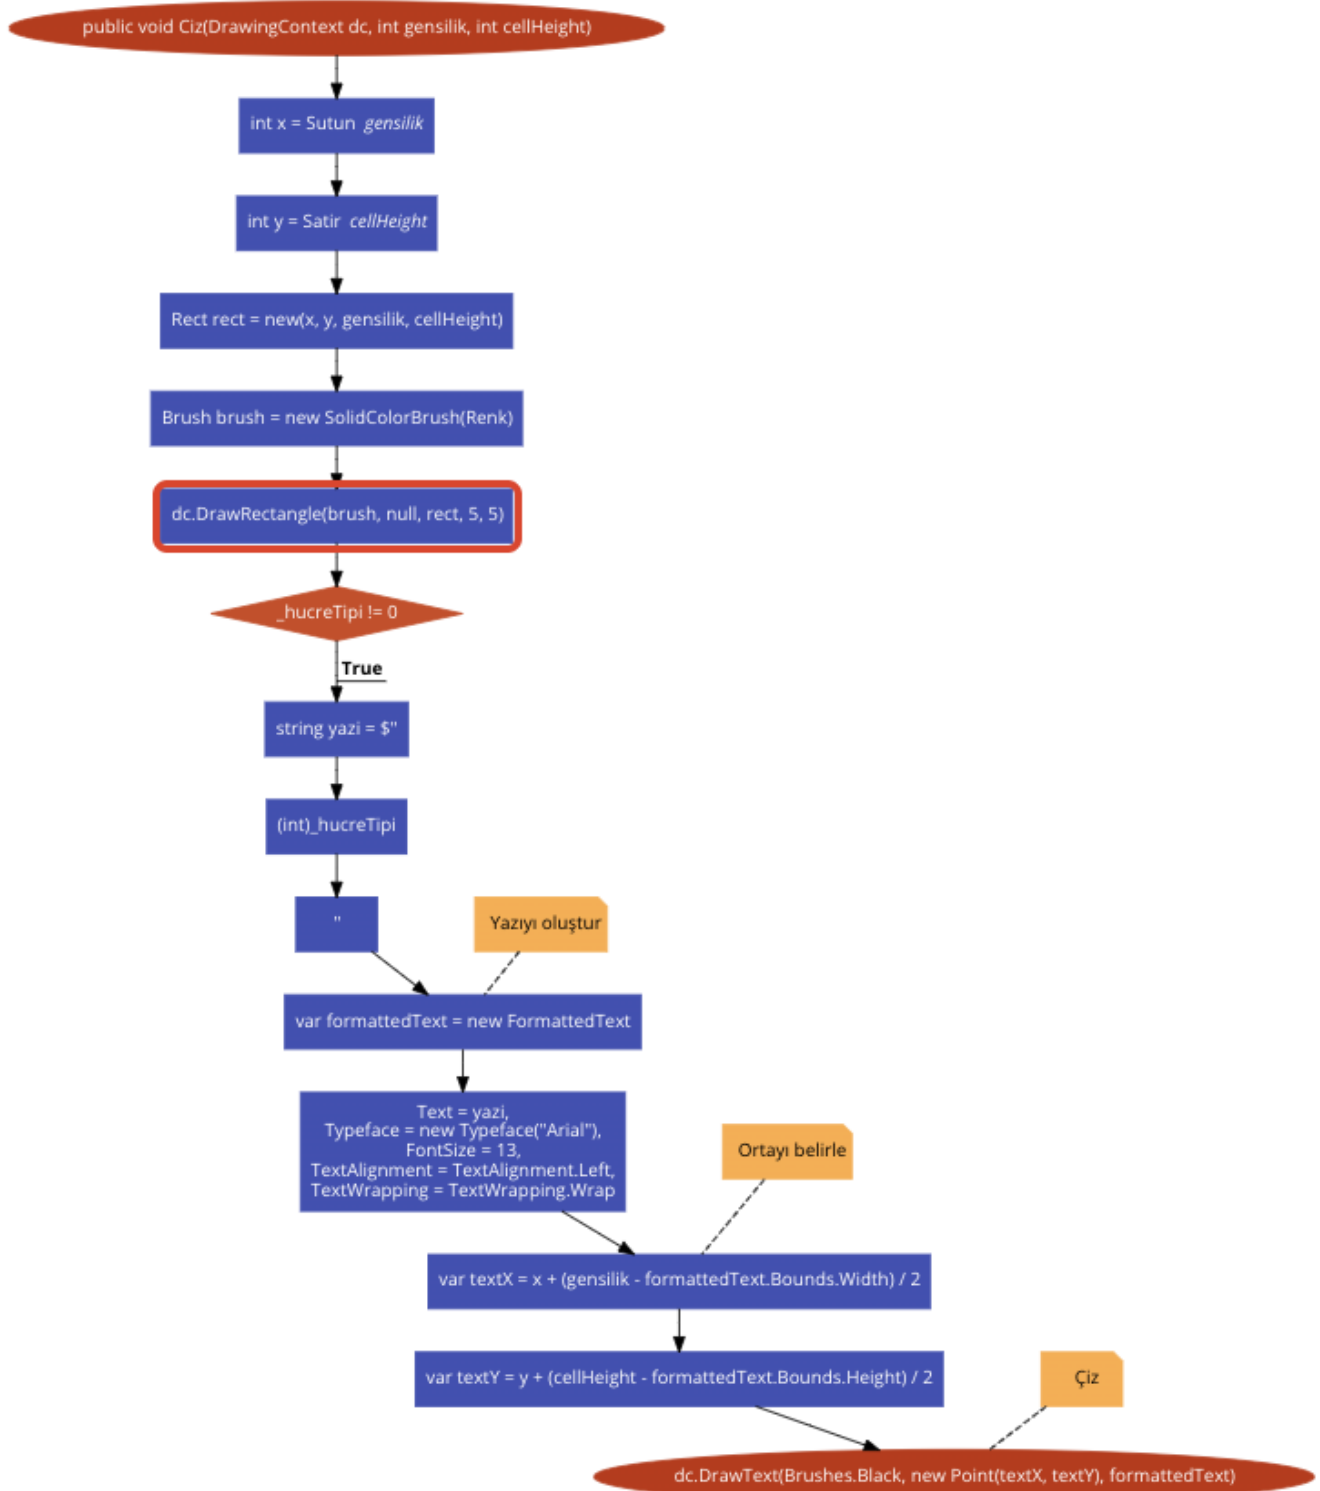 public void Ciz(DrawingContext dc, int gensilik, int cellHeight)
int x = Sutun gensilik
int y = Satir cellHeight
Rect rect = new(x, y, gensilik, cellHeight)
Brush brush = new SolidColorBrush(Renk)
dc.DrawRectangle(brush, null, rect, 5, 5)
_hucreTipi != 0
True
string yazi = $"
(int)_hucreTipi
"
Yazıyı oluştur
var formattedText = new FormattedText
Text = yazi,
Typeface = new Typeface("Arial"),
FontSize = 13,
TextAlignment = TextAlignment.Left,
TextWrapping = TextWrapping.Wrap
Ortayı belirle
var textX = x + (gensilik - formattedText.Bounds.Width) / 2
var textY = y + (cellHeight - formattedText.Bounds.Height) / 2
Çiz
dc.DrawText(Brushes.Black, new Point(textX, textY), formattedText)